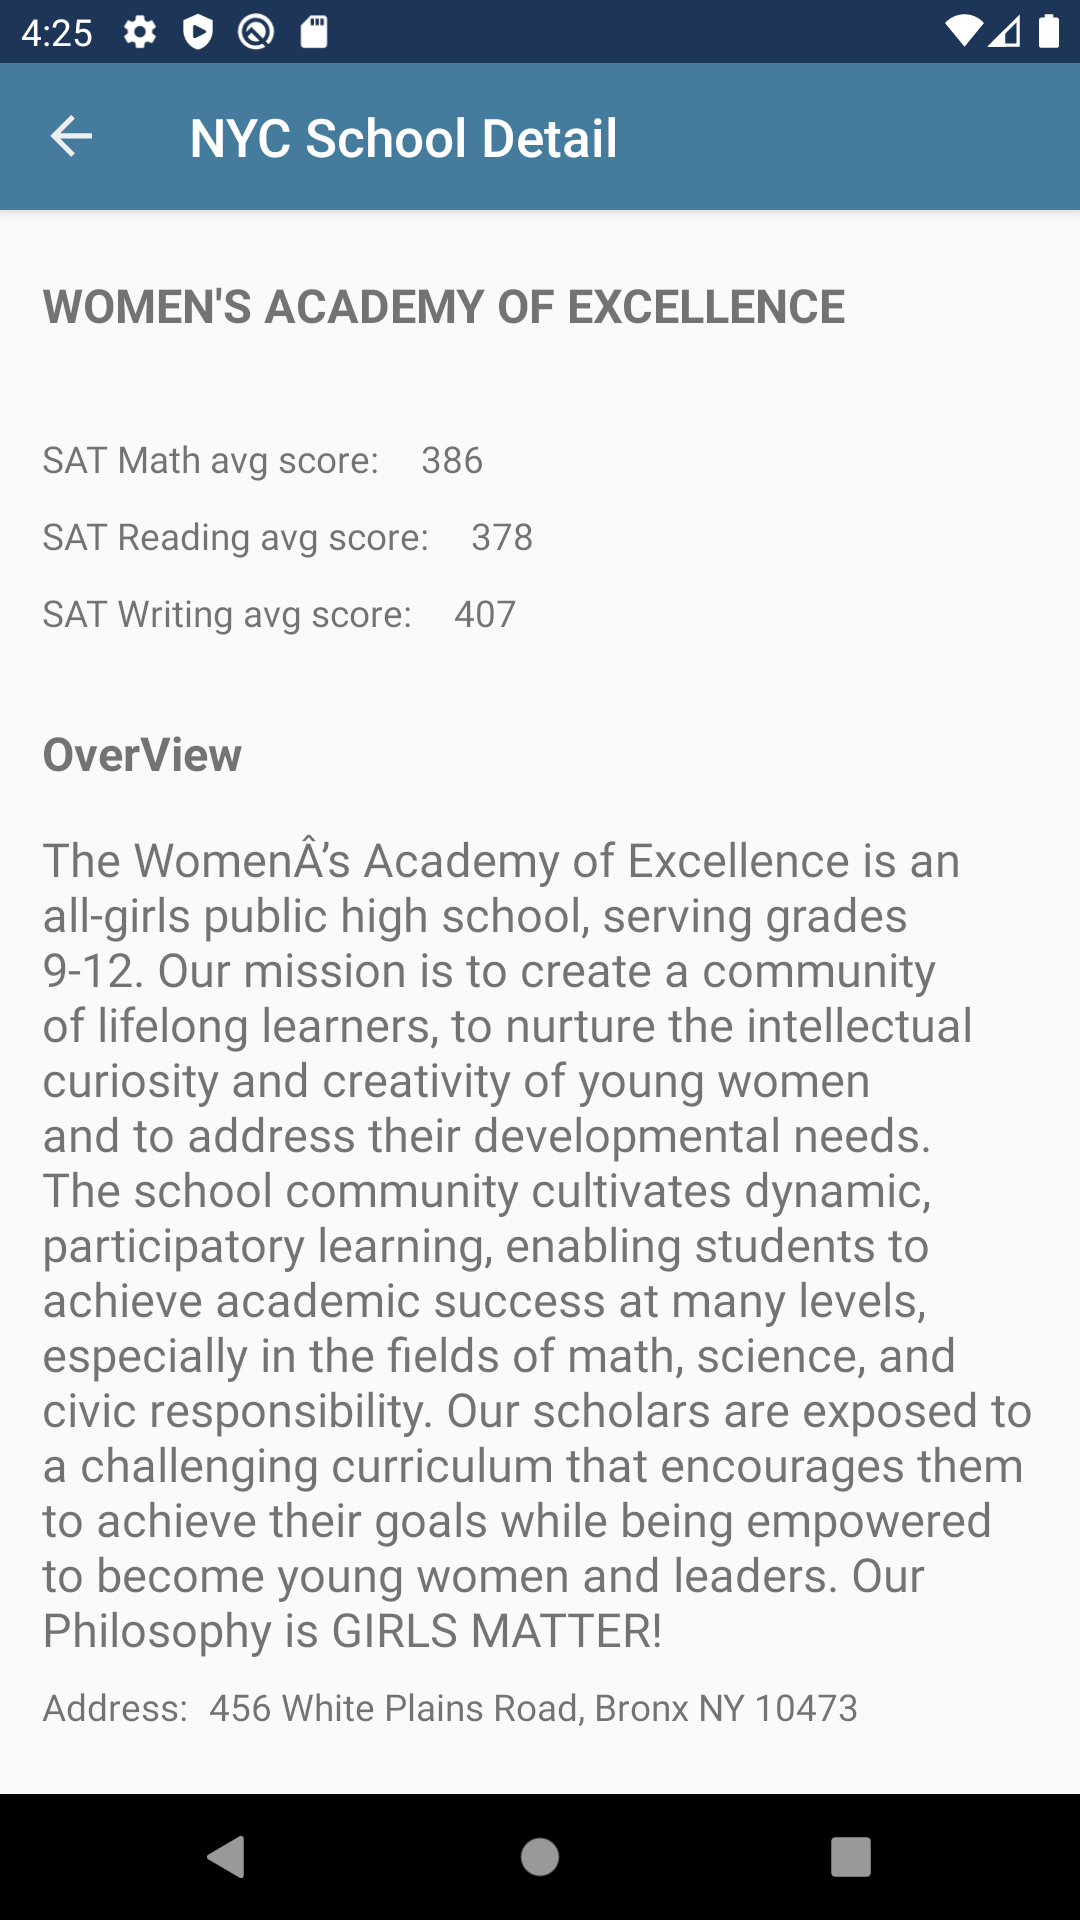 4:25
NYC School Detail
WOMEN'S ACADEMY OF EXCELLENCE
SAT Math avg score: 386
SAT Reading avg score: 378
SAT Writing avg score: 407
OverView
The WomenÂ’s Academy of Excellence is an
all-girls public high school, serving grades
9-12. Our mission is to create a community
of lifelong learners, to nurture the intellectual
curiosity and creativity of young women
and to address their developmental needs.
The school community cultivates dynamic,
participatory learning, enabling students to
achieve academic success at many levels,
especially in the fields of math, science, and
civic responsibility. Our scholars are exposed to
a challenging curriculum that encourages them
to achieve their goals while being empowered
to become young women and leaders. Our
Philosophy is GIRLS MATTER!
Address: 456 White Plains Road, Bronx NY 10473